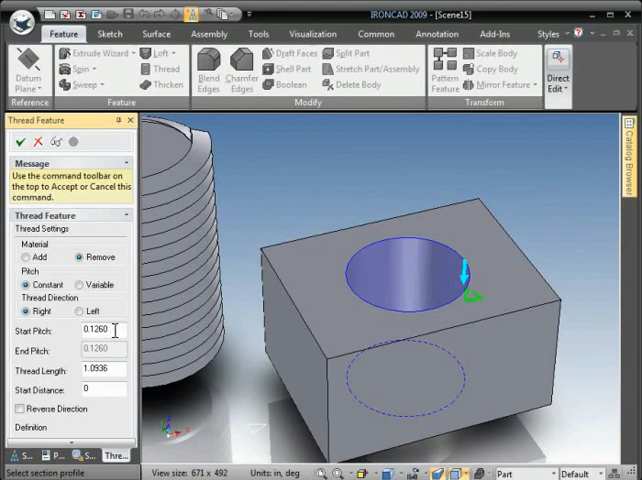 IRONCAD 2009 - [Scene15]
Feature Sketch Surface Assembly Tools Visualization Common Annotation Add-Ins Styles
Datum Plane
Extrude Wizard
Spin
Sweep
Loft
Thread
Thicken
Blend Edges
Chamfer Edges
Draft Faces
Shell Part
Boolean
Split Part
Stretch Part/Assembly
Delete Body
Pattern Feature
Scale Body
Copy Body
Mirror Feature
Direct Edit
Reference Feature Modify Transform
Thread Feature
Message
Use the command toolbar on the top to Accept or Cancel this command.
Thread Feature
Thread Settings
Material
Add Remove
Pitch
Constant Variable
Thread Direction
Right Left
Start Pitch: 0.1260
End Pitch: 0.1260
Thread Length: 1.0936
Start Distance: 0
Reverse Direction
Definition
S... P... S... Thre...
Catalog Browser
Select section profile View size: 671 x 492 Units: in, deg Part Default